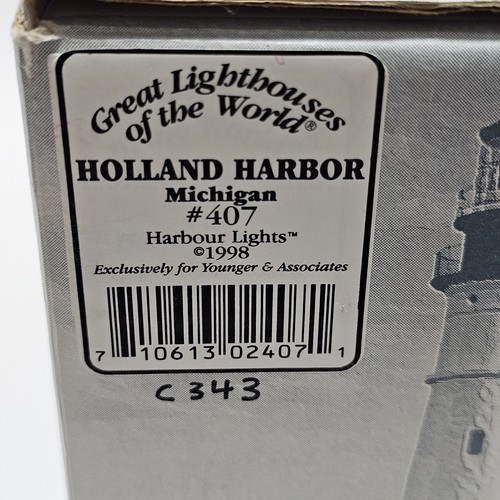 Great Lighthouses
of the World®
HOLLAND HARBOR
Michigan
#407
Harbour Lights™
©1998
Exclusively for Younger & Associates
7 10613 02407 1
C 343